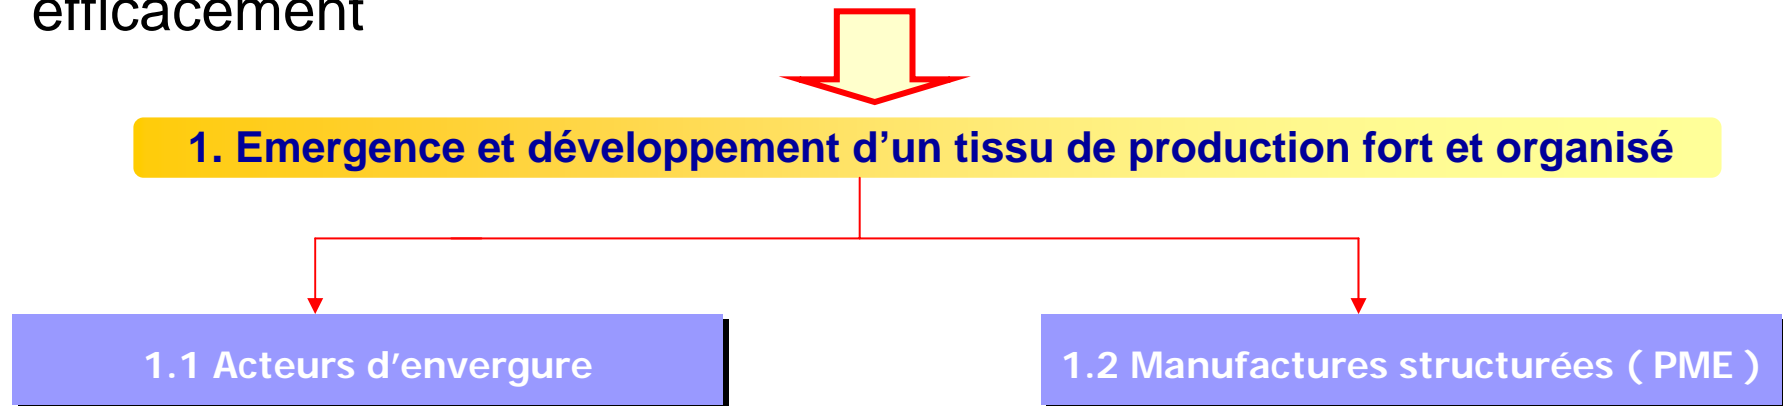 efficacement
1. Emergence et développement d’un tissu de production fort et organisé
1.1 Acteurs d’envergure
1.2 Manufactures structurées ( PME )